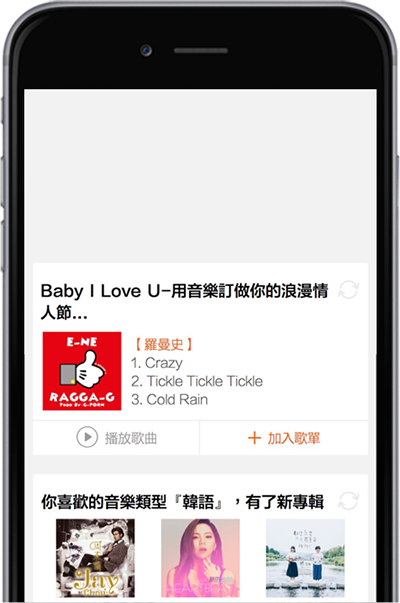 Baby I Love U-用音樂訂做你的浪漫情
人節...
E-NE
RAGGA-G
PROD BY G-PORN
【羅曼史】
1. Crazy
2. Tickle Tickle Tickle
3. Cold Rain
播放歌曲
+ 加入歌單
你喜歡的音樂類型『韓語』，有了新專輯
Jay